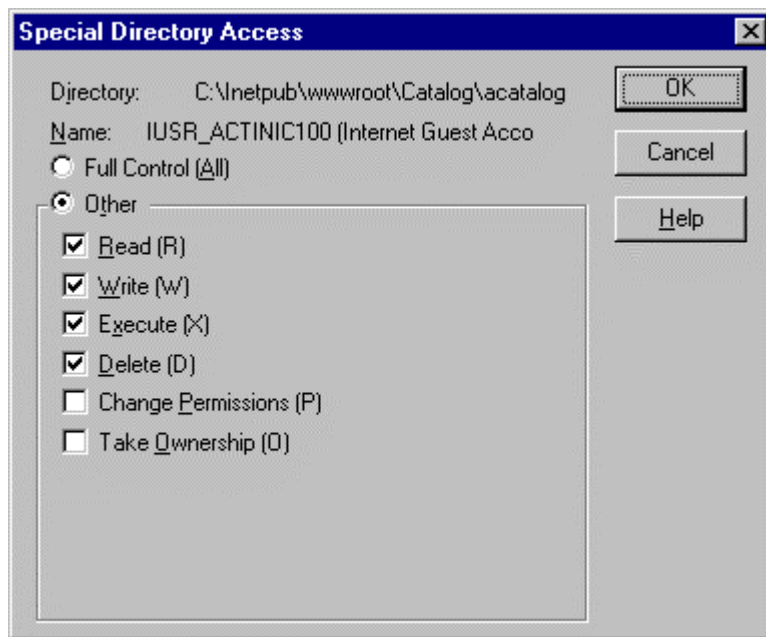 Special Directory Access
Directory: C:\Inetpub\wwwroot\Catalog\acatalog
OK
Name: IUSR_ACTINIC100 (Internet Guest Acco
Full Control (All)
Cancel
Other
Help
Read (R)
Write (W)
Execute (X)
Delete (D)
Change Permissions (P)
Take Ownership (O)